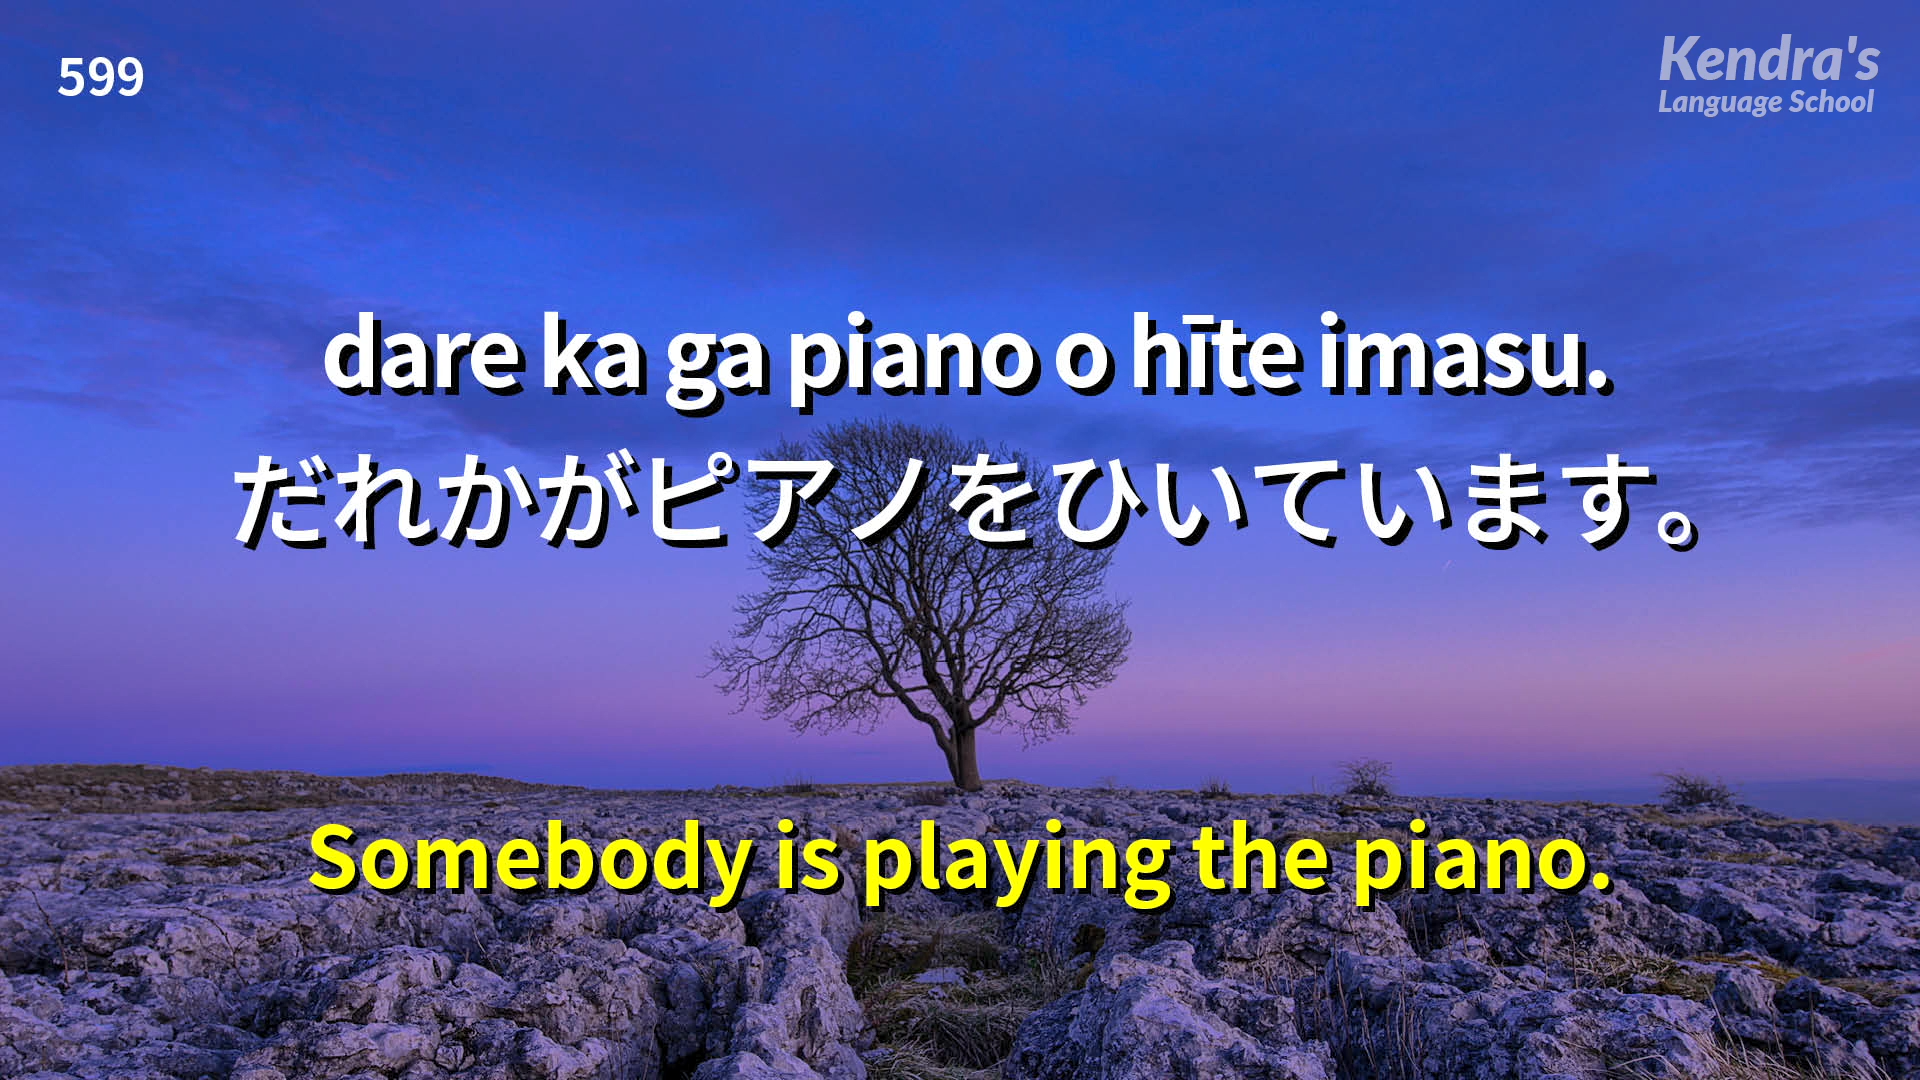 599
Kendra's
Language School
dare ka ga piano o hīte imasu.
だれかがピアノをひいています。
Somebody is playing the piano.